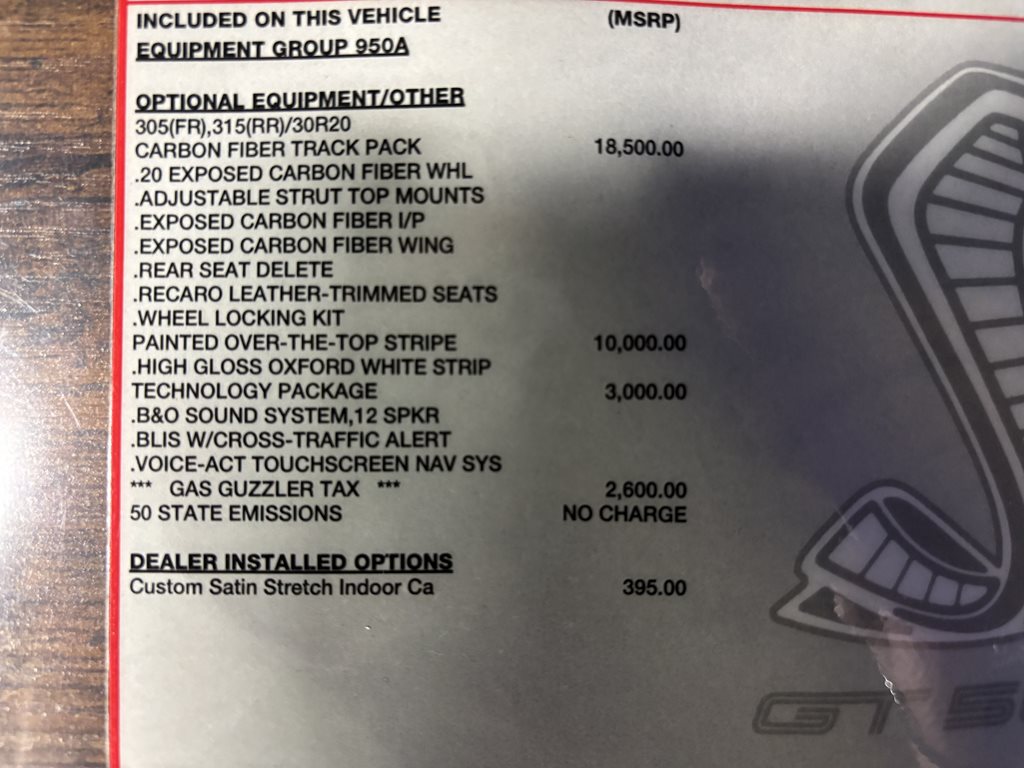 INCLUDED ON THIS VEHICLE (MSRP)
EQUIPMENT GROUP 950A
OPTIONAL EQUIPMENT/OTHER
305(FR),315(RR)/30R20
CARBON FIBER TRACK PACK 18,500.00
.20 EXPOSED CARBON FIBER WHL
.ADJUSTABLE STRUT TOP MOUNTS
.EXPOSED CARBON FIBER I/P
.EXPOSED CARBON FIBER WING
.REAR SEAT DELETE
.RECARO LEATHER-TRIMMED SEATS
.WHEEL LOCKING KIT
PAINTED OVER-THE-TOP STRIPE 10,000.00
.HIGH GLOSS OXFORD WHITE STRIP
TECHNOLOGY PACKAGE 3,000.00
.B&O SOUND SYSTEM,12 SPKR
.BLIS W/CROSS-TRAFFIC ALERT
.VOICE-ACT TOUCHSCREEN NAV SYS
*** GAS GUZZLER TAX *** 2,600.00
50 STATE EMISSIONS NO CHARGE
DEALER INSTALLED OPTIONS
Custom Satin Stretch Indoor Ca 395.00
GT 5